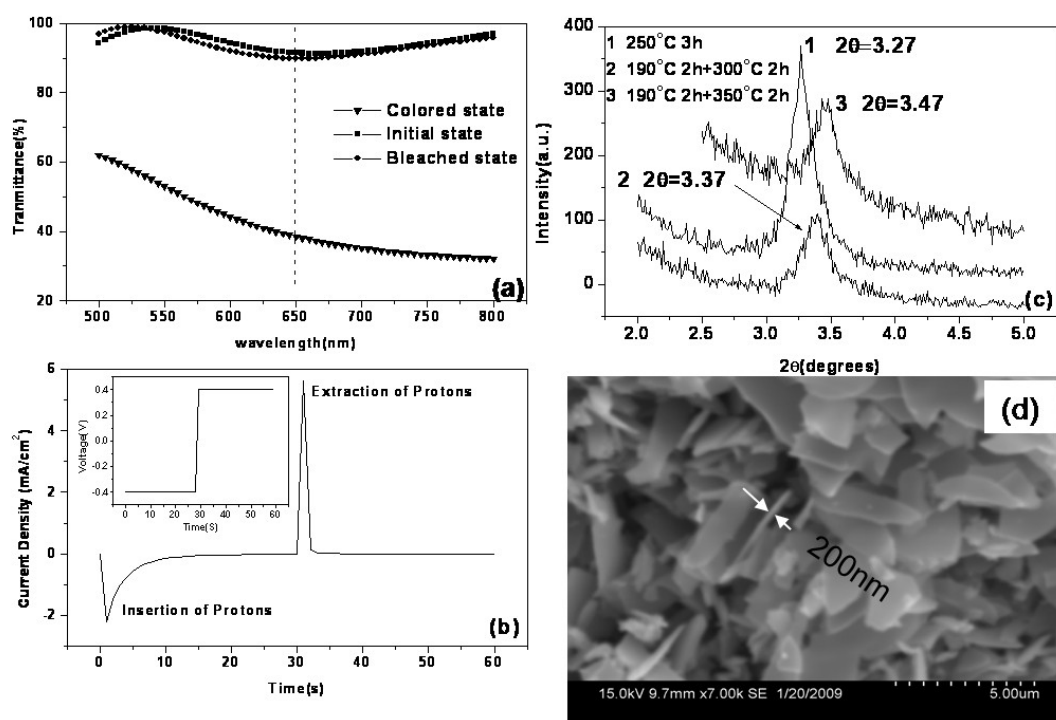 100
80
60
40
20
Tranmittance(%)
Colored state
Initial state
Bleached state
(a)
500 550 600 650 700 750 800
wavelength(nm)
6
4
2
0
-2
Current Density (mA/cm²)
0.4
0.2
0.0
-0.2
-0.4
Voltage(V)
0 10 20 30 40 50 60
Time(S)
Extraction of Protons
Insertion of Protons
(b)
0 10 20 30 40 50 60
Time(s)
400
300
200
100
0
Intensity(a.u.)
1 250°C 3h
2 190°C 2h+300°C 2h
3 190°C 2h+350°C 2h
1 2θ=3.27
3 2θ=3.47
2 2θ=3.37
(c)
2.0 2.5 3.0 3.5 4.0 4.5 5.0
2θ(degrees)
(d)
200nm
15.0kV 9.7mm x7.00k SE 1/20/2009 5.00um